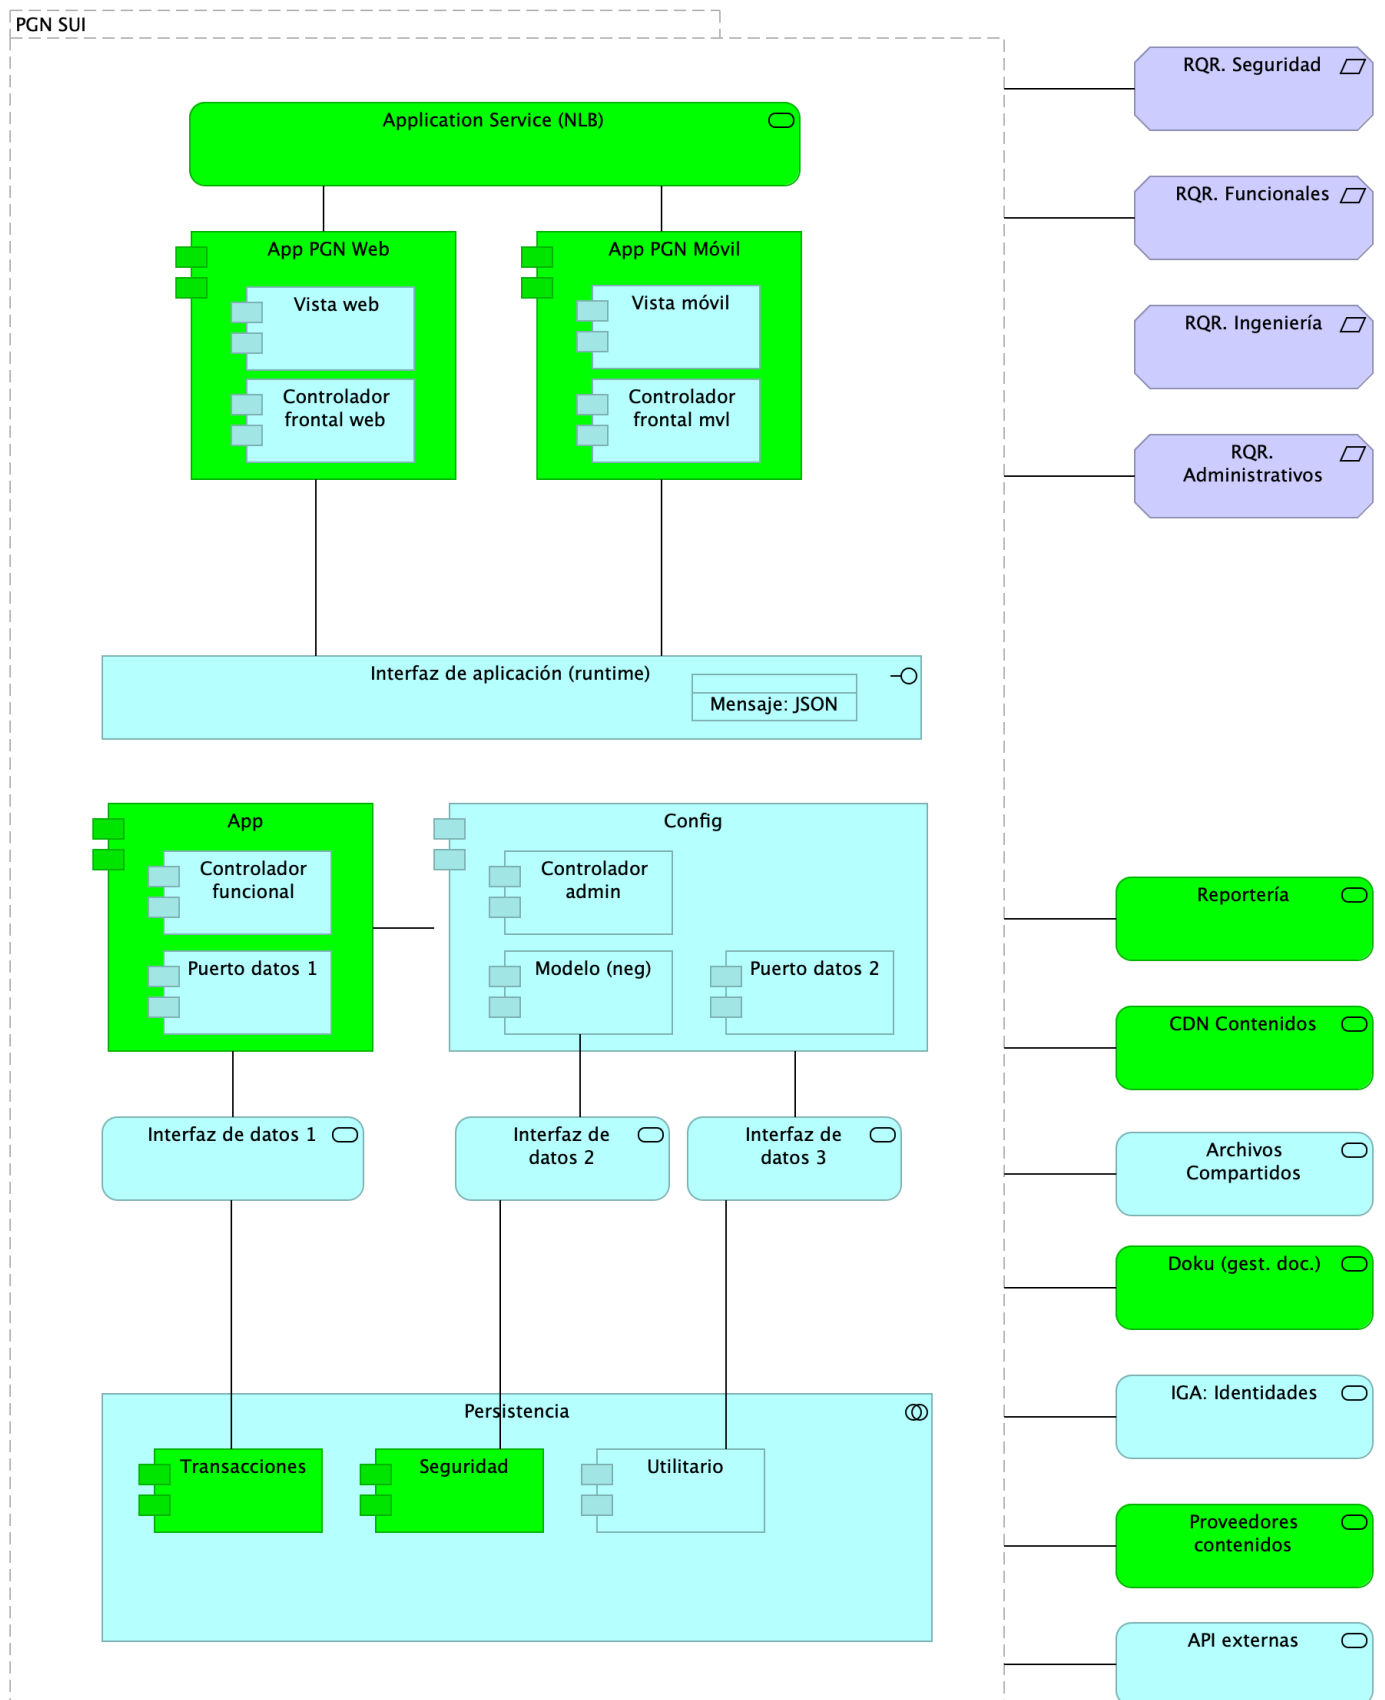 PGN SUI
Application Service (NLB)
App PGN Web
Vista web
Controlador
frontal web
App PGN Móvil
Vista móvil
Controlador
frontal mvl
Interfaz de aplicación (runtime)
Mensaje: JSON
App
Controlador
funcional
Puerto datos 1
Config
Controlador
admin
Modelo (neg)
Puerto datos 2
Interfaz de datos 1
Interfaz de
datos 2
Interfaz de
datos 3
Persistencia
Transacciones
Seguridad
Utilitario
RQR. Seguridad
RQR. Funcionales
RQR. Ingeniería
RQR.
Administrativos
Reportería
CDN Contenidos
Archivos
Compartidos
Doku (gest. doc.)
IGA: Identidades
Proveedores
contenidos
API externas